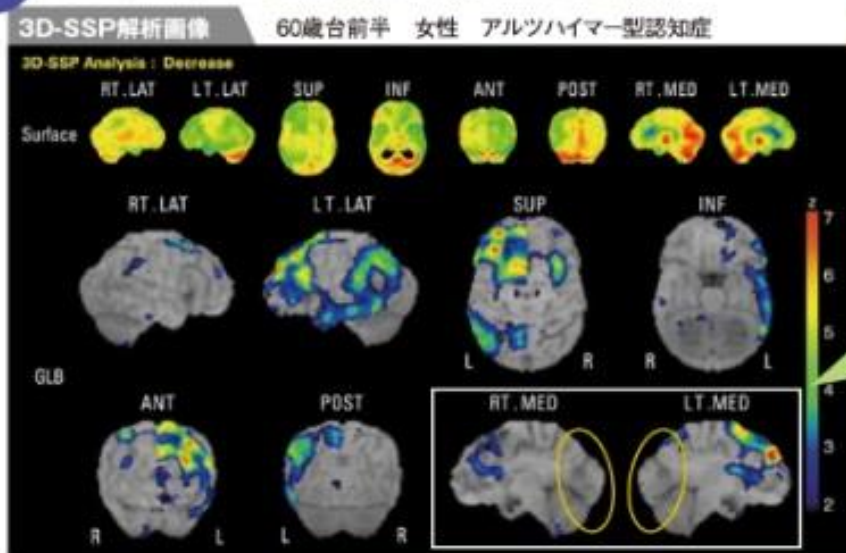 3D-SSP解析画像 60歳台前半 女性 アルツハイマー型認知症
3D-SSP Analysis : Decrease
RT.LAT LT.LAT SUP INF ANT POST RT.MED LT.MED
Surface
RT.LAT LT.LAT SUP INF
z
7
6
5
4
3
2
L R R L
GLB
ANT POST RT.MED LT.MED
R L L R